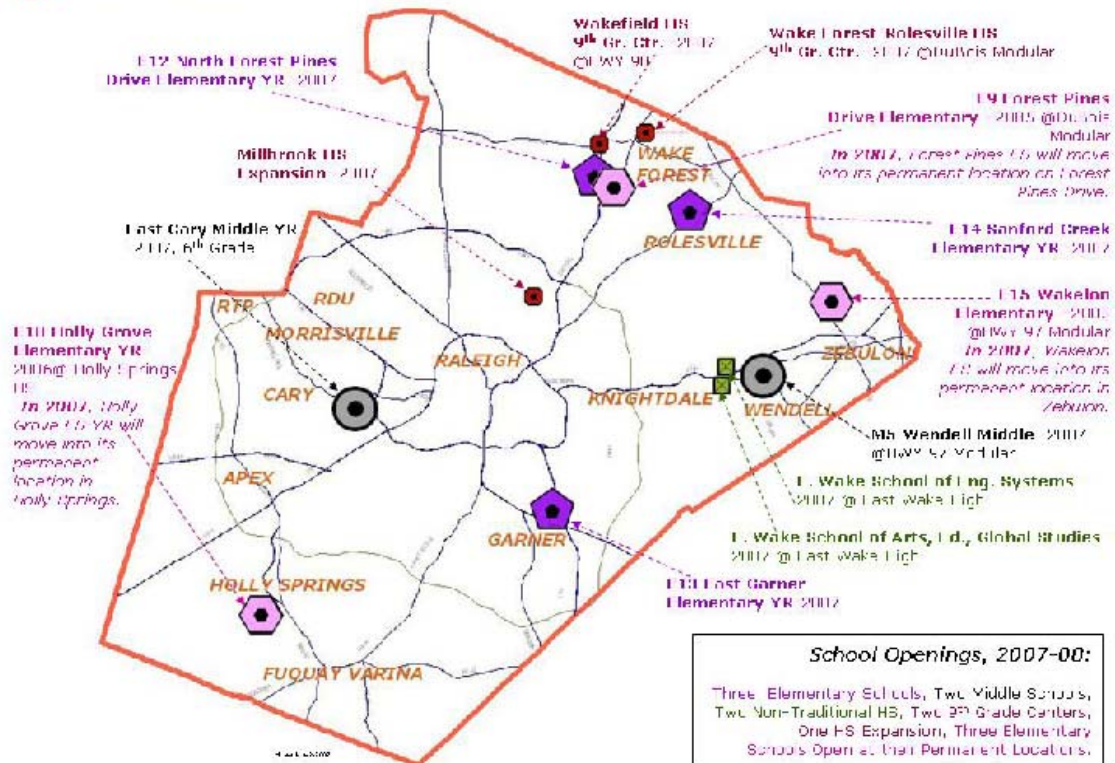 Wakefield HS
9th Gr. Ctr. - 2007
@HWY 98
Wake Forest-Rolesville HS
9th Gr. Ctr. - 2007 @DuBois Modular
E12 North Forest Pines
Drive Elementary YR - 2007
E9 Forest Pines
Drive Elementary - 2005 @DuBois
Modular
In 2007, Forest Pines ES will move
into its permanent location on Forest
Pines Drive.
Millbrook HS
Expansion - 2007
WAKE
FOREST
East Cary Middle YR
- 2007, 6th Grade
ROLESVILLE
E14 Sanford Creek
Elementary YR - 2007
RTP
RDU
MORRISVILLE
E10 Holly Grove
Elementary YR -
2006@ Holly Springs
HS
In 2007, Holly
Grove ES YR will
move into its
permanent
location in
Holly Springs.
E15 Wakelon
Elementary - 2005
@HWY 97 Modular
In 2007, Wakelon
ES will move into its
permanent location in
Zebulon.
RALEIGH
ZEBULON
CARY
KNIGHTDALE
WENDELL
M5 Wendell Middle - 2007
@HWY 97 Modular
APEX
E. Wake School of Eng. Systems
- 2007 @ East Wake High
GARNER
E. Wake School of Arts, Ed., Global Studies
- 2007 @ East Wake High
E13 East Garner
Elementary YR - 2007
HOLLY SPRINGS
FUQUAY VARINA
School Openings, 2007-08:
Three Elementary Schools, Two Middle Schools,
Two Non-Traditional HS, Two 9th Grade Centers,
One HS Expansion, Three Elementary
Schools Open at their Permanent Locations.